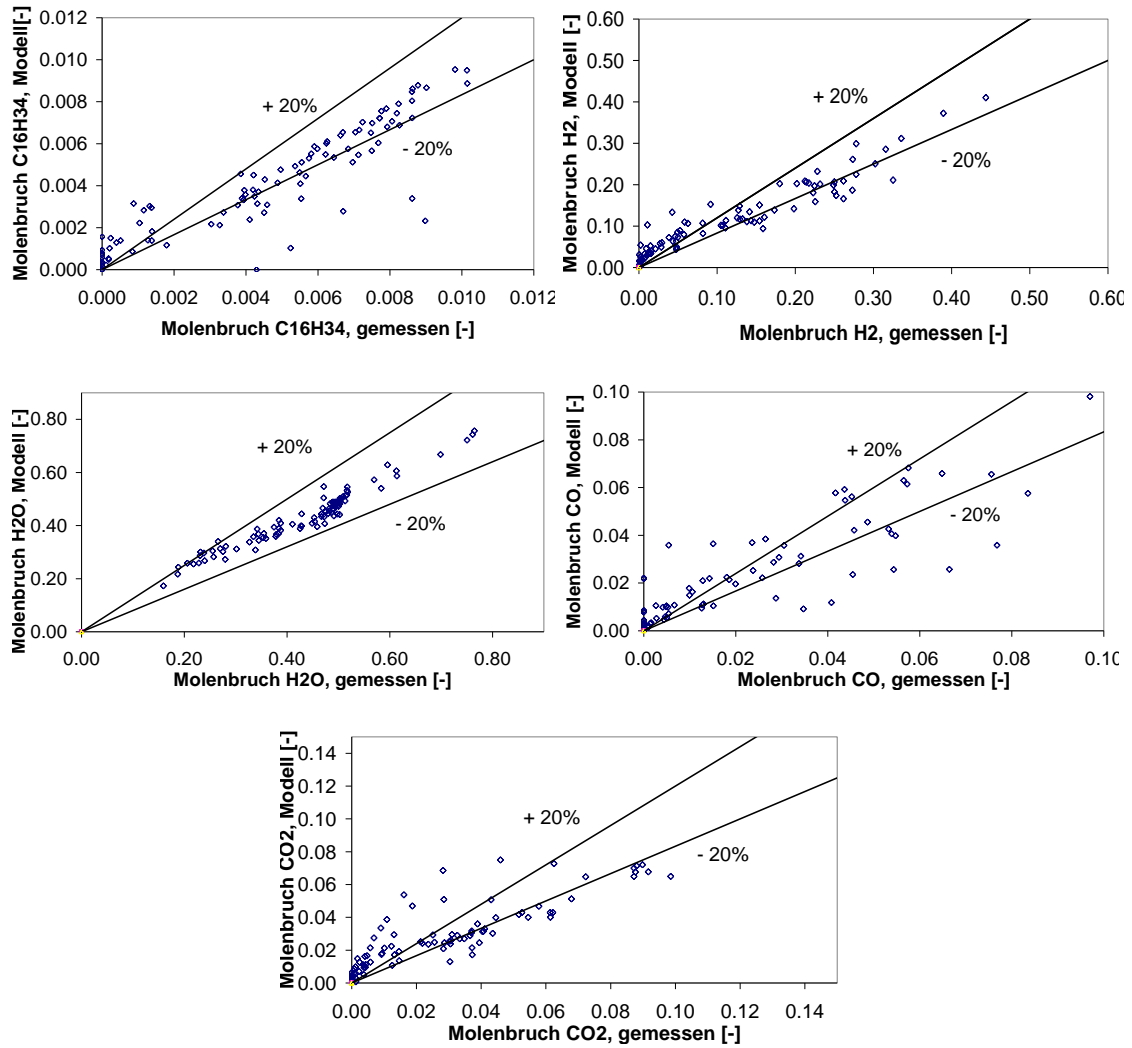 Molenbruch C16H34, Modell[-]
0.012
0.010
0.008
0.006
0.004
0.002
0.000
+ 20%
- 20%
0.000 0.002 0.004 0.006 0.008 0.010 0.012
Molenbruch C16H34, gemessen [-]
Molenbruch H2, Modell [-]
0.60
0.50
0.40
0.30
0.20
0.10
0.00
+ 20%
- 20%
0.00 0.10 0.20 0.30 0.40 0.50 0.60
Molenbruch H2, gemessen [-]
Molenbruch H2O, Modell [-]
0.80
0.60
0.40
0.20
0.00
+ 20%
- 20%
0.00 0.20 0.40 0.60 0.80
Molenbruch H2O, gemessen [-]
Molenbruch CO, Modell [-]
0.10
0.08
0.06
0.04
0.02
0.00
+ 20%
- 20%
0.00 0.02 0.04 0.06 0.08 0.10
Molenbruch CO, gemessen [-]
Molenbruch CO2, Modell [-]
0.14
0.12
0.10
0.08
0.06
0.04
0.02
0.00
+ 20%
- 20%
0.00 0.02 0.04 0.06 0.08 0.10 0.12 0.14
Molenbruch CO2, gemessen [-]